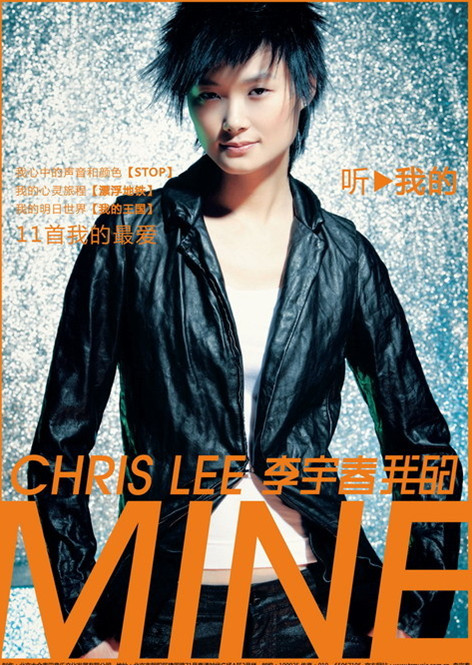 我心中的声音和颜色【STOP】
我的心灵旅程【漂浮地铁】
我的明日世界【我的王国】
11首我的最爱
听▶我的
CHRIS LEE 李宇春我的
MINE